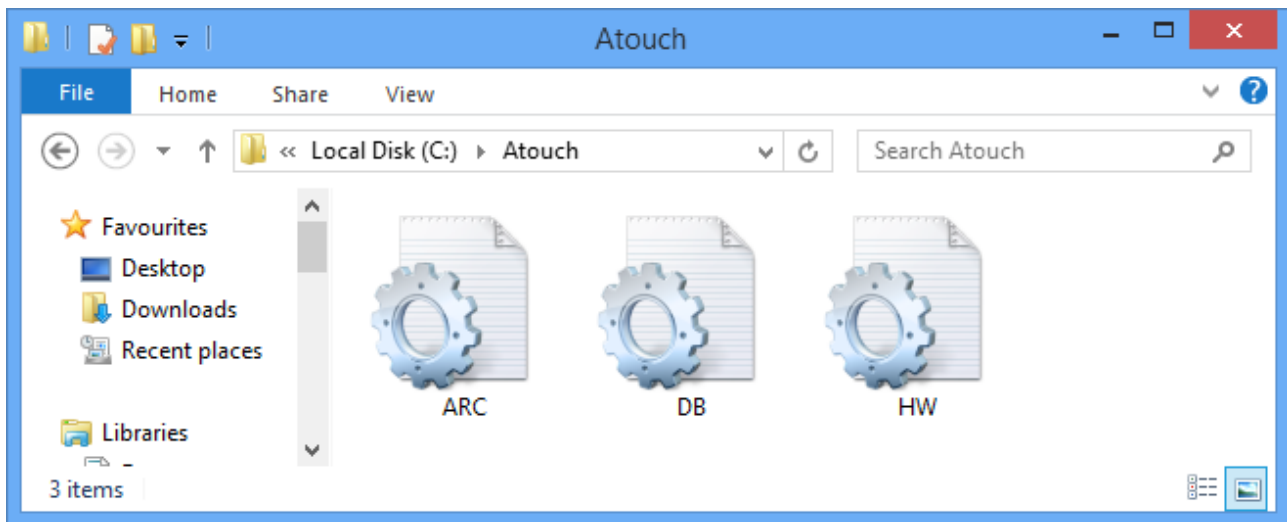 Atouch
File Home Share View
« Local Disk (C:) Atouch Search Atouch
Favourites
Desktop
Downloads
Recent places
Libraries
ARC DB HW
3 items